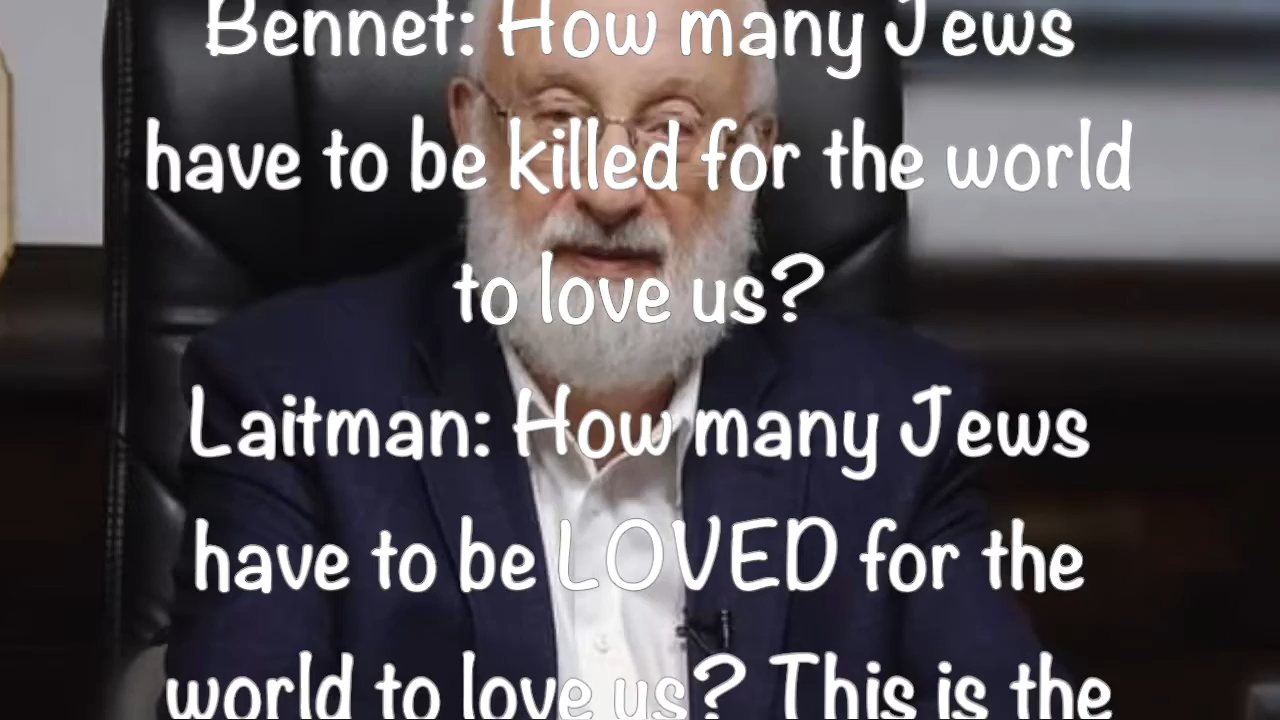 Bennet: How many Jews
have to be killed for the world
to love us?
Laitman: How many Jews
have to be LOVED for the
world to love us? This is the